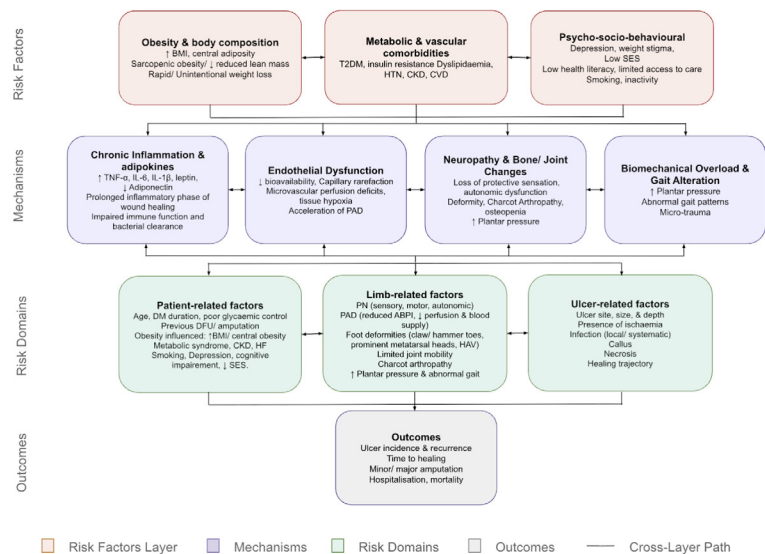 Risk Factors
Obesity & body composition
↑ BMI, central adiposity
Sarcopenic obesity/ ↓ reduced lean mass
Rapid/ Unintentional weight loss
Metabolic & vascular
comorbidities
T2DM, insulin resistance Dyslipidaemia,
HTN, CKD, CVD
Psycho-socio-behavioural
Depression, weight stigma,
Low SES
Low health literacy, limited access to care
Smoking, inactivity
Mechanisms
Chronic Inflammation &
adipokines
↑ TNF-α, IL-6, IL-1β, leptin,
↓ Adiponectin
Prolonged inflammatory phase of
wound healing
Impaired immune function and
bacterial clearance
Endothelial Dysfunction
↓ bioavailability, Capillary rarefaction
Microvascular perfusion deficits,
tissue hypoxia
Acceleration of PAD
Neuropathy & Bone/ Joint
Changes
Loss of protective sensation,
autonomic dysfunction
Deformity, Charcot Arthropathy,
osteopenia
↑ Plantar pressure
Biomechanical Overload &
Gait Alteration
↑ Plantar pressure
Abnormal gait patterns
Micro-trauma
Risk Domains
Patient-related factors
Age, DM duration, poor glycaemic control
Previous DFU/ amputation
Obesity influenced: ↑BMI/ central obesity
Metabolic syndrome, CKD, HF
Smoking, Depression, cognitive
impairment, ↓ SES.
Limb-related factors
PN (sensory, motor, autonomic)
PAD (reduced ABPI, ↓ perfusion & blood
supply)
Foot deformities (claw/ hammer toes,
prominent metatarsal heads, HAV)
Limited joint mobility
Charcot arthropathy
↑ Plantar pressure & abnormal gait
Ulcer-related factors
Ulcer site, size, & depth
Presence of ischaemia
Infection (local/ systematic)
Callus
Necrosis
Healing trajectory
Outcomes
Outcomes
Ulcer incidence & recurrence
Time to healing
Minor/ major amputation
Hospitalisation, mortality
Risk Factors Layer
Mechanisms
Risk Domains
Outcomes
Cross-Layer Path